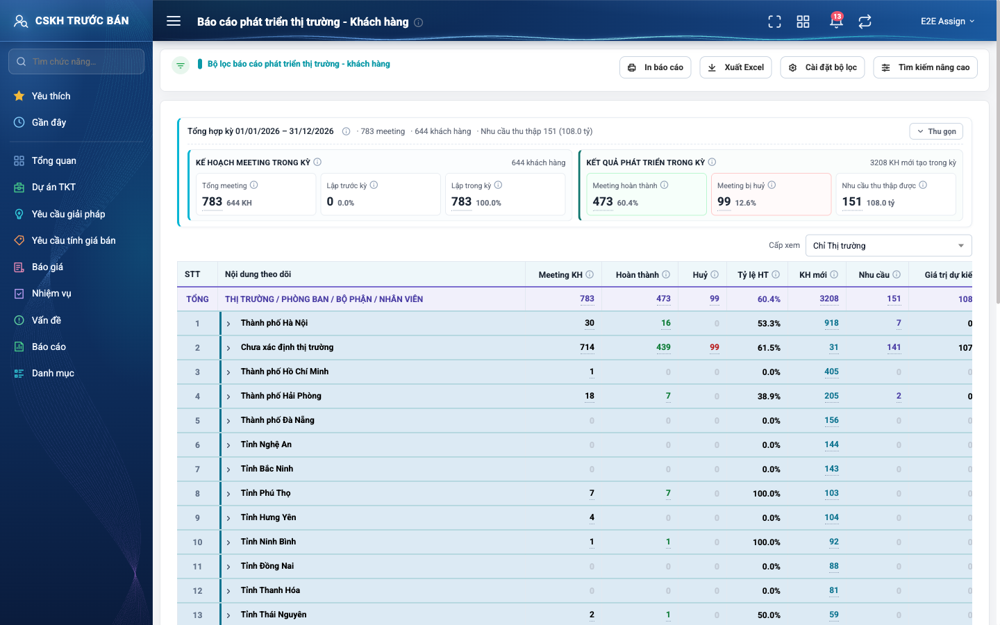 CSKH TRƯỚC BÁN
Tìm chức năng...
Yêu thích
Gần đây
Tổng quan
Dự án TKT
Yêu cầu giải pháp
Yêu cầu tính giá bán
Báo giá
Nhiệm vụ
Vấn đề
Báo cáo
Danh mục
Báo cáo phát triển thị trường - Khách hàng
13
E2E Assign
Bộ lọc báo cáo phát triển thị trường - khách hàng
In báo cáo
Xuất Excel
Cài đặt bộ lọc
Tìm kiếm nâng cao
Tổng hợp kỳ 01/01/2026 – 31/12/2026 · 783 meeting · 644 khách hàng · Nhu cầu thu thập 151 (108.0 tỷ)
Thu gọn
KẾ HOẠCH MEETING TRONG KỲ 644 khách hàng
Tổng meeting
783 644 KH
Lập trước kỳ
0 0.0%
Lập trong kỳ
783 100.0%
KẾT QUẢ PHÁT TRIỂN TRONG KỲ 3208 KH mới tạo trong kỳ
Meeting hoàn thành
473 60.4%
Meeting bị huỷ
99 12.6%
Nhu cầu thu thập được
151 108.0 tỷ
Cấp xem Chỉ Thị trường
STT Nội dung theo dõi Meeting KH Hoàn thành Huỷ Tỷ lệ HT KH mới Nhu cầu Giá trị dự kiế
TỔNG THỊ TRƯỜNG / PHÒNG BAN / BỘ PHẬN / NHÂN VIÊN 783 473 99 60.4% 3208 151 108
1 Thành phố Hà Nội 30 16 0 53.3% 918 7 0
2 Chưa xác định thị trường 714 439 99 61.5% 31 141 107
3 Thành phố Hồ Chí Minh 1 0 0 0.0% 405 0 0
4 Thành phố Hải Phòng 18 7 0 38.9% 205 2 0
5 Thành phố Đà Nẵng 0 0 0 0.0% 156 0 0
6 Tỉnh Nghệ An 0 0 0 0.0% 144 0 0
7 Tỉnh Bắc Ninh 0 0 0 0.0% 143 0 0
8 Tỉnh Phú Thọ 7 7 0 100.0% 103 0 0
9 Tỉnh Hưng Yên 4 0 0 0.0% 104 0 0
10 Tỉnh Ninh Bình 1 1 0 100.0% 92 0 0
11 Tỉnh Đồng Nai 0 0 0 0.0% 88 0 0
12 Tỉnh Thanh Hóa 0 0 0 0.0% 81 0 0
13 Tỉnh Thái Nguyên 2 1 0 50.0% 59 0 0